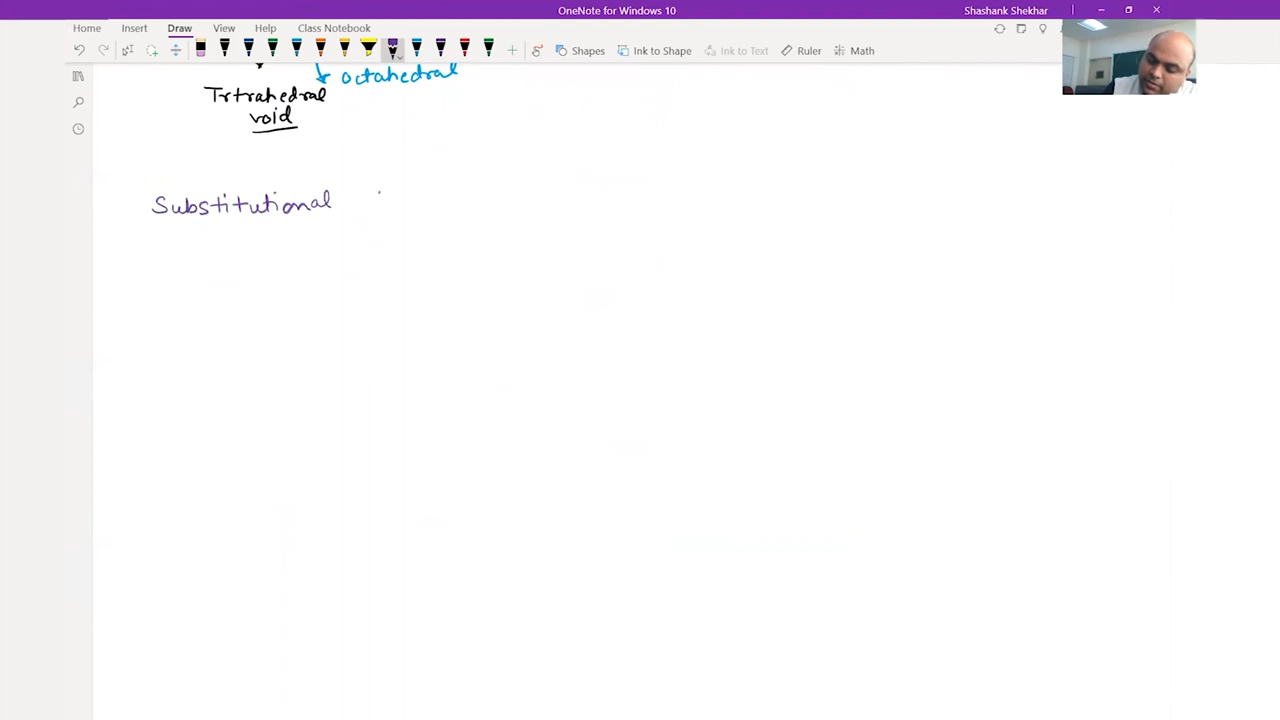 OneNote for Windows 10
Shashank Shekhar
Home Insert Draw View Help Class Notebook
Shapes Ink to Shape Ink to Text Ruler Math
octahedral
Trtrahedral
void
Substitutional